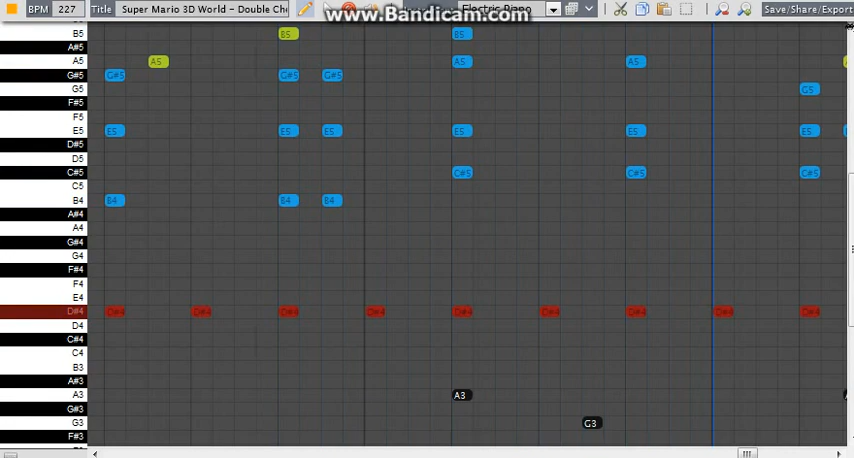 BPM 227 Title Super Mario 3D World - Double Che Electric Piano Save/Share/Export
www.Bandicam.com
B5 B5 B5
A#5
A5 A5 A5 A5
G#5 G#5 G#5 G#5
G5 G5
F#5
F5
E5 E5 E5 E5 E5 E5 E5
D#5
D5
C#5 C#5 C#5 C#5
C5
B4 B4 B4 B4
A#4
A4
G#4
G4
F#4
F4
E4
D#4 D#4 D#4 D#4 D#4 D#4 D#4 D#4 D#4 D#4
D4
C#4
C4
B3
A#3
A3 A3
G#3
G3 G3
F#3